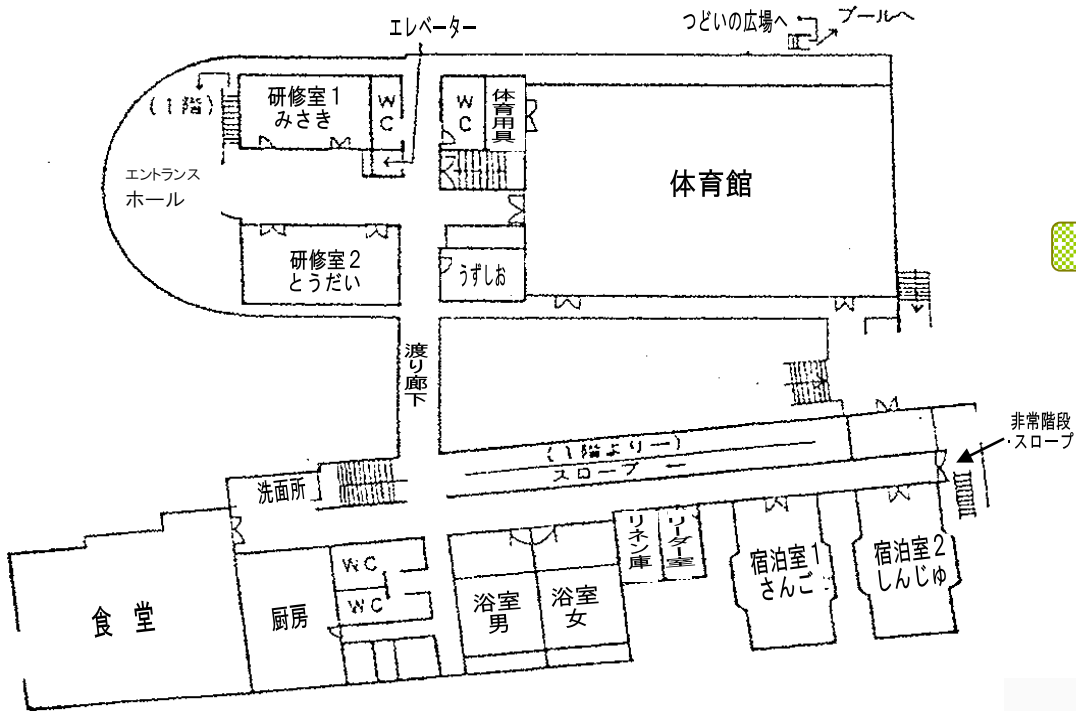 つどいの広場へ
プールへ
エレベーター
(1階)
研修室1
みさき
WC
WC
体育用具
体育館
エントランス
ホール
研修室2
とうだい
うずしお
渡り廊下
非常階段
・スロープ
(1階より―)
スロープ ←
洗面所
食堂
厨房
WC
WC
浴室
男
浴室
女
リネン庫
リーダー室
宿泊室1
さんご
宿泊室2
しんじゅ